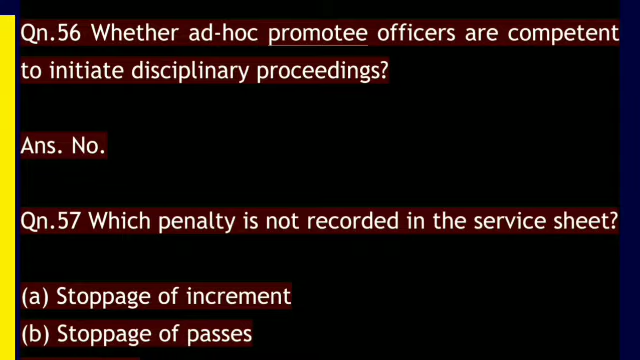 Qn.56 Whether ad-hoc promotee officers are competent
to initiate disciplinary proceedings?
Ans. No.
Qn.57 Which penalty is not recorded in the service sheet?
(a) Stoppage of increment
(b) Stoppage of passes